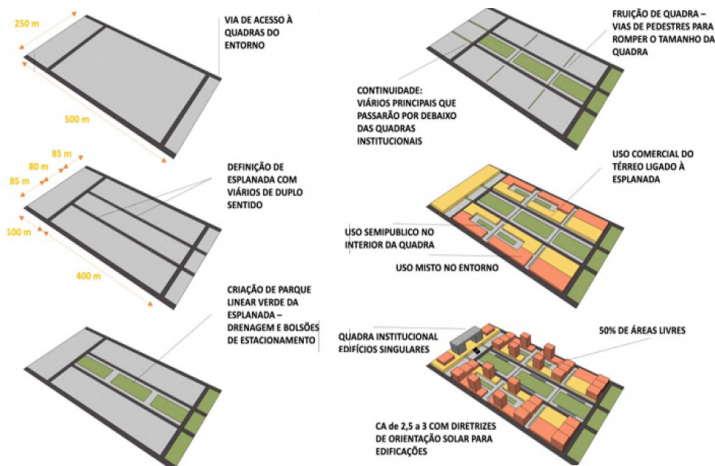 250 m
500 m
VIA DE ACESSO À
QUADRAS DO
ENTORNO
85 m
80 m
85 m
100 m
400 m
DEFINIÇÃO DE
ESPLANADA COM
VIÁRIOS DE DUPLO
SENTIDO
CRIAÇÃO DE PARQUE
LINEAR VERDE DA
ESPLANADA –
DRENAGEM E BOLSÕES
DE ESTACIONAMENTO
FRUIÇÃO DE QUADRA –
VIAS DE PEDESTRES PARA
ROMPER O TAMANHO DA
QUADRA
CONTINUIDADE:
VIÁRIOS PRINCIPAIS QUE
PASSARÃO POR DEBAIXO
DAS QUADRAS
INSTITUCIONAIS
USO COMERCIAL DO
TÉRREO LIGADO À
ESPLANADA
USO SEMIPUBLICO NO
INTERIOR DA QUADRA
USO MISTO NO ENTORNO
QUADRA INSTITUCIONAL
EDIFÍCIOS SINGULARES
50% DE ÁREAS LIVRES
CA de 2,5 a 3 COM DIRETRIZES
DE ORIENTAÇÃO SOLAR PARA
EDIFICAÇÕES